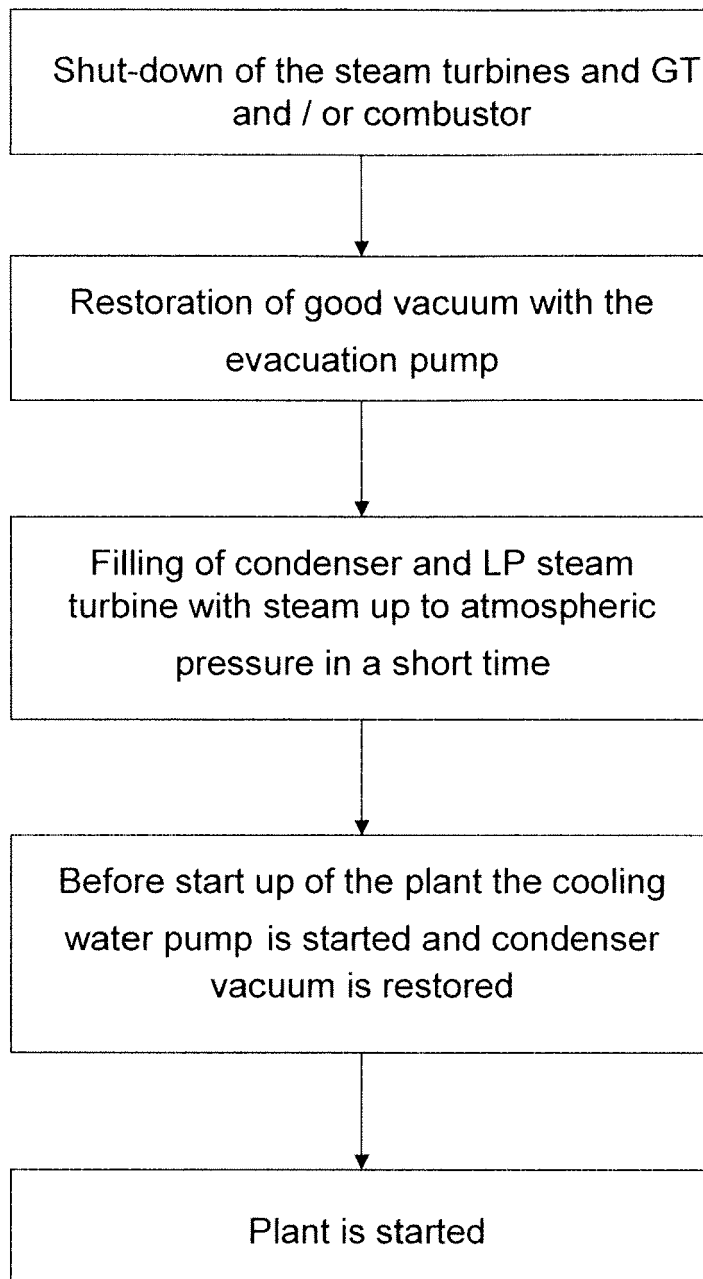 Shut-down of the steam turbines and GT
and / or combustor
Restoration of good vacuum with the
evacuation pump
Filling of condenser and LP steam
turbine with steam up to atmospheric
pressure in a short time
Before start up of the plant the cooling
water pump is started and condenser
vacuum is restored
Plant is started